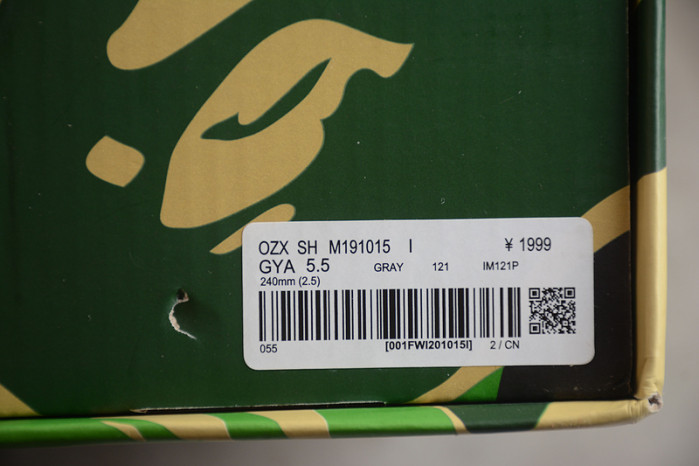 OZX SH M191015 I ¥ 1999
GYA 5.5 GRAY 121 IM121P
240mm (2.5)
055 [001FWI201015I] 2 / CN